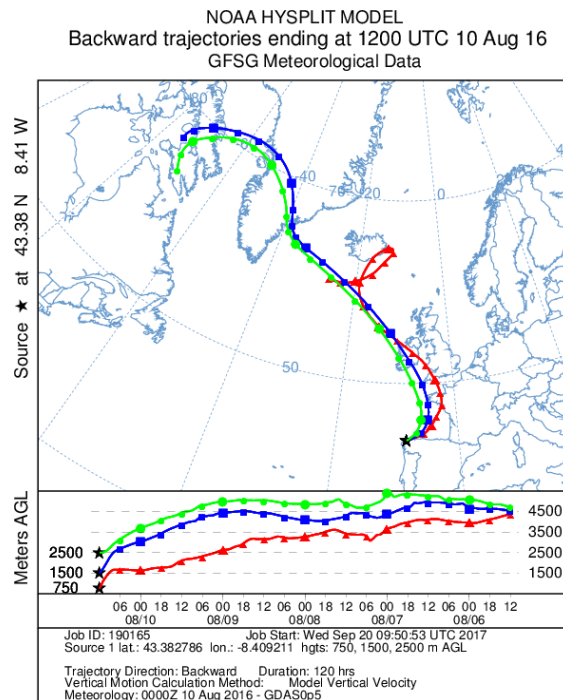 NOAA HYSPLIT MODEL
Backward trajectories ending at 1200 UTC 10 Aug 16
GFSG Meteorological Data
Source ★ at 43.38 N 8.41 W
80
40
70
20
0
50
Meters AGL
2500
1500
750
4500
3500
2500
1500
06 00 18 12 06 00 18 12 06 00 18 12 06 00 18 12 06 00 18 12
08/10 08/09 08/08 08/07 08/06
Job ID: 190165 Job Start: Wed Sep 20 09:50:53 UTC 2017
Source 1 lat.: 43.382786 lon.: -8.409211 hgts: 750, 1500, 2500 m AGL
Trajectory Direction: Backward Duration: 120 hrs
Vertical Motion Calculation Method: Model Vertical Velocity
Meteorology: 0000Z 10 Aug 2016 - GDAS0p5